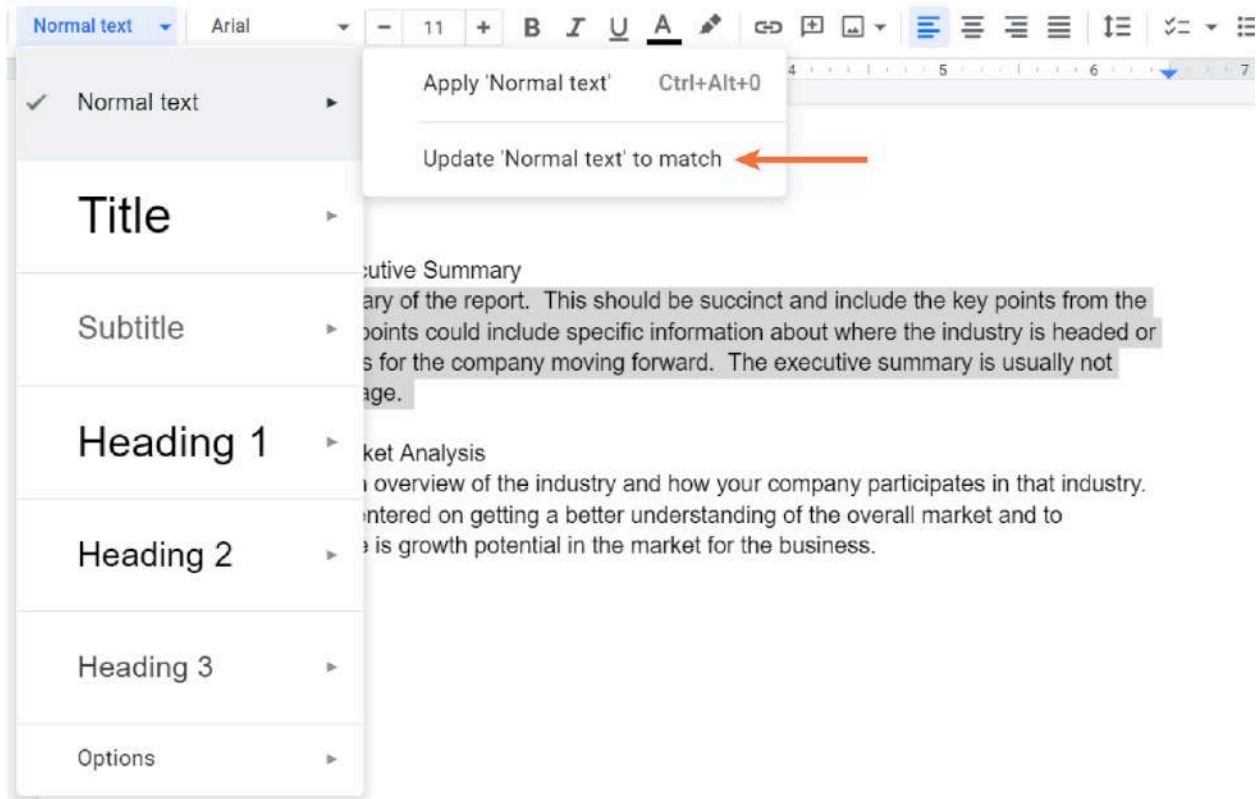 Normal text Arial − 11 + B I U A
4 5 6 7
Normal text
Apply 'Normal text' Ctrl+Alt+0
Update 'Normal text' to match
Title
Subtitle
Heading 1
Heading 2
Heading 3
Options
cutive Summary
ary of the report. This should be succinct and include the key points from the
points could include specific information about where the industry is headed or
s for the company moving forward. The executive summary is usually not
age.
ket Analysis
overview of the industry and how your company participates in that industry.
entered on getting a better understanding of the overall market and to
e is growth potential in the market for the business.